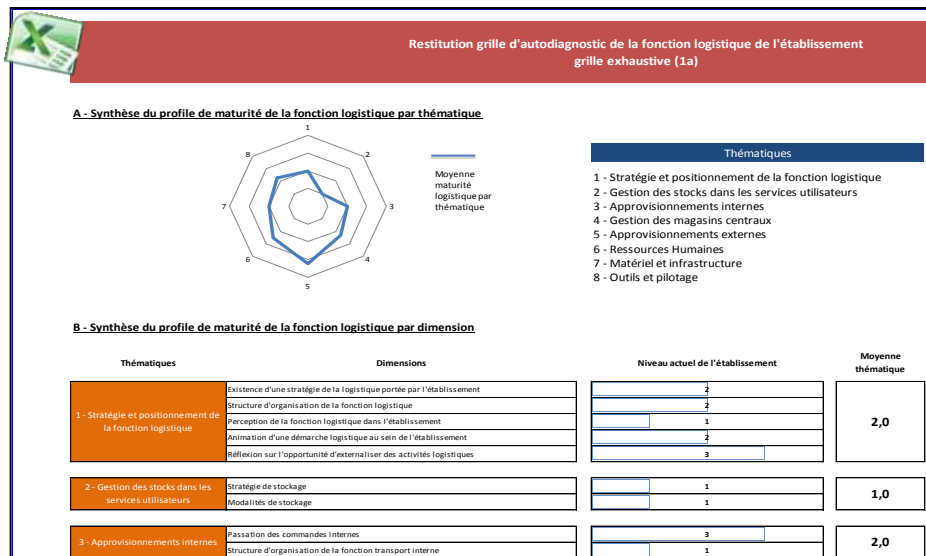 Restitution grille d'autodiagnostic de la fonction logistique de l'établissement
grille exhaustive (1a)
A - Synthèse du profile de maturité de la fonction logistique par thématique
1
2
3
4
5
6
7
8
Moyenne
maturité
logistique par
thématique
Thématiques
1 - Stratégie et positionnement de la fonction logistique
2 - Gestion des stocks dans les services utilisateurs
3 - Approvisionnements internes
4 - Gestion des magasins centraux
5 - Approvisionnements externes
6 - Ressources Humaines
7 - Matériel et infrastructure
8 - Outils et pilotage
B - Synthèse du profile de maturité de la fonction logistique par dimension
Thématiques
Dimensions
Niveau actuel de l'établissement
Moyenne
thématique
1 - Stratégie et positionnement de
la fonction logistique
Existence d'une stratégie de la logistique portée par l'établissement
2
Structure d'organisation de la fonction logistique
2
Perception de la fonction logistique dans l'établissement
1
Animation d'une démarche logistique au sein de l'établissement
2
Réflexion sur l'opportunité d'externaliser des activités logistiques
3
2,0
2 - Gestion des stocks dans les
services utilisateurs
Stratégie de stockage
1
Modalités de stockage
1
1,0
3 - Approvisionnements internes
Passation des commandes internes
3
Structure d'organisation de la fonction transport interne
1
2,0